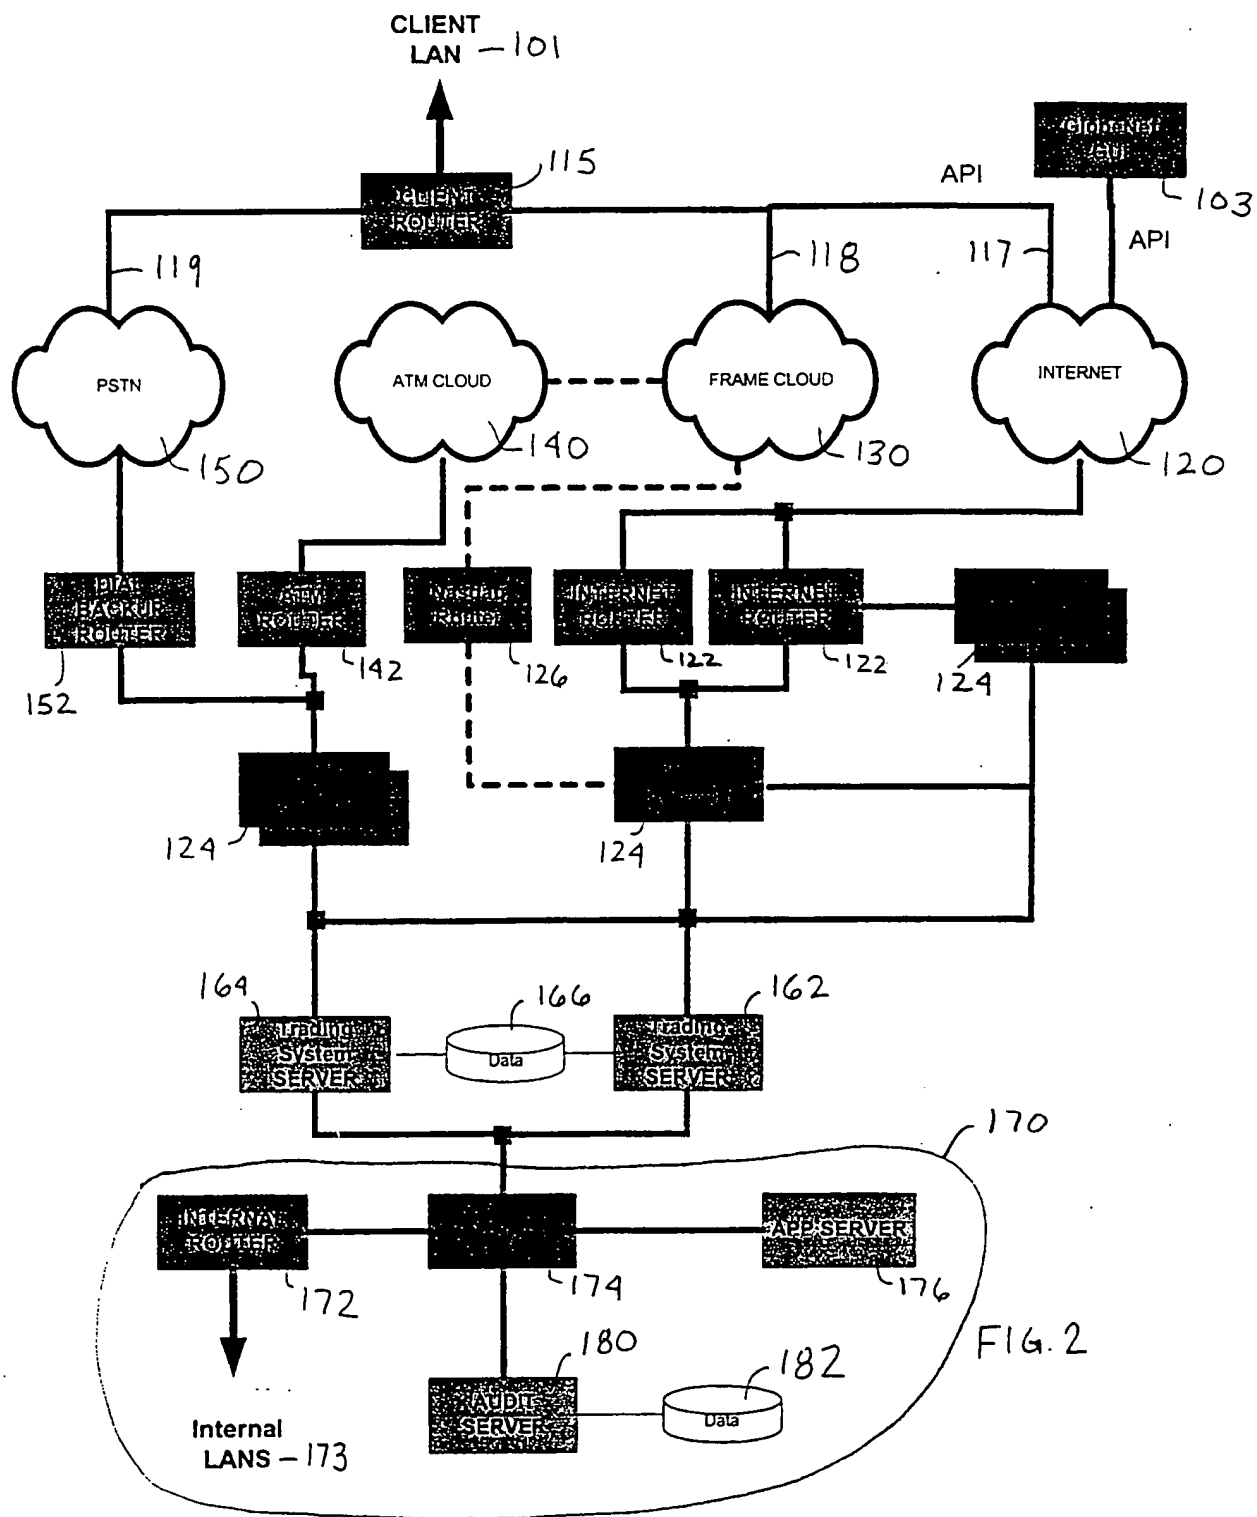 CLIENT
LAN - 101
GlobeNet
GUI
103
115
CLIENT
ROUTER
API
API
119
118
117
PSTN
ATM CLOUD
FRAME CLOUD
INTERNET
150
140
130
120
DIAL
BACKUP
ROUTER
ATM
ROUTER
Nasdaq
Router
INTERNET
ROUTER
INTERNET
ROUTER
152
142
126
122
122
124
124
124
164
166
162
Trading
System
SERVER
Data
Trading
System
SERVER
170
INTERNAL
ROUTER
APP SERVER
172
174
176
FIG. 2
180
182
AUDIT
SERVER
Data
Internal
LANS - 173